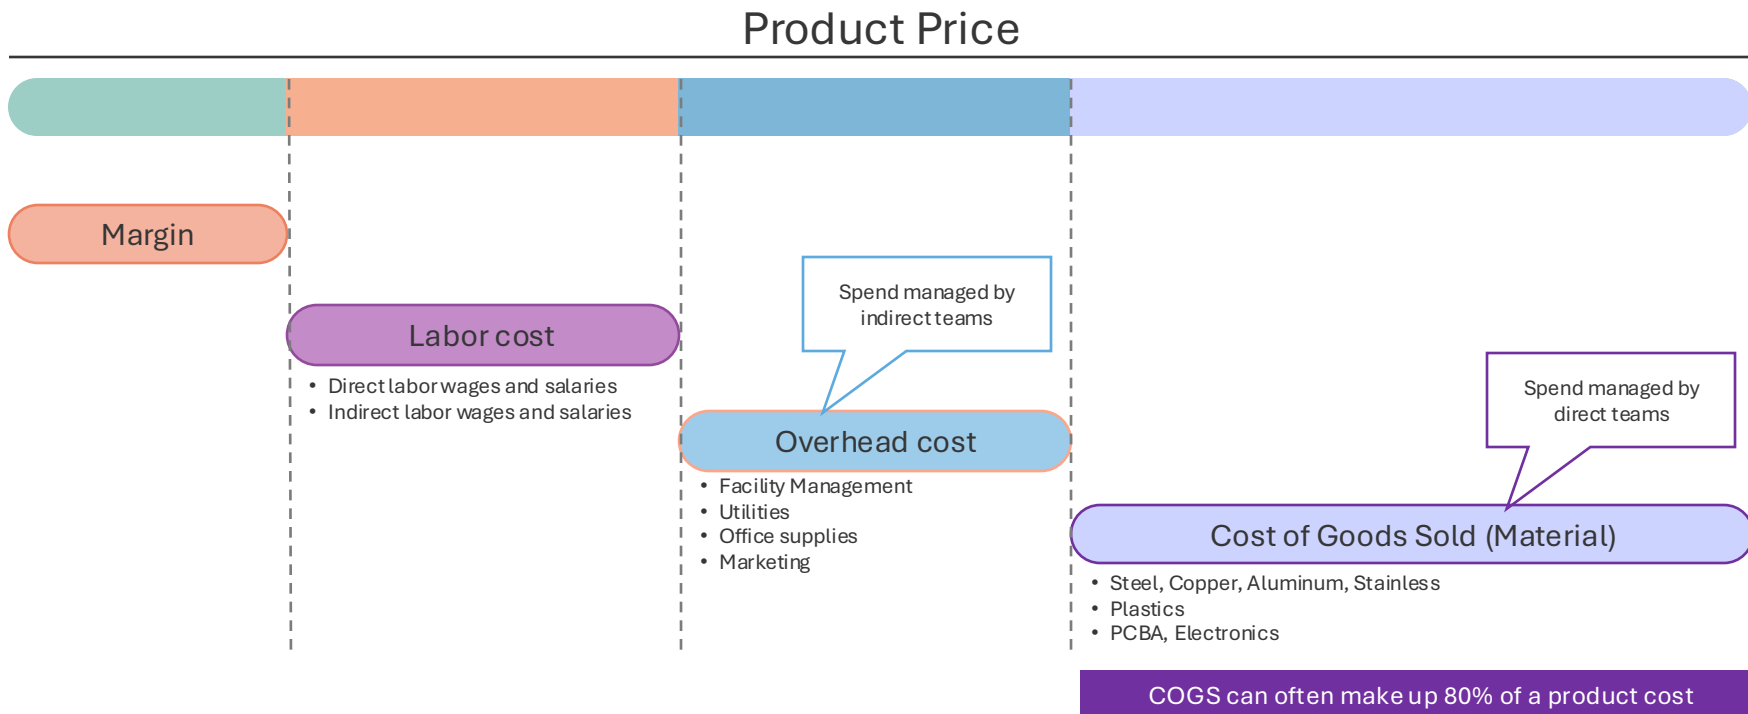 Product Price
Margin
Labor cost
• Direct labor wages and salaries
• Indirect labor wages and salaries
Spend managed by
indirect teams
Overhead cost
• Facility Management
• Utilities
• Office supplies
• Marketing
Spend managed by
direct teams
Cost of Goods Sold (Material)
• Steel, Copper, Aluminum, Stainless
• Plastics
• PCBA, Electronics
COGS can often make up 80% of a product cost